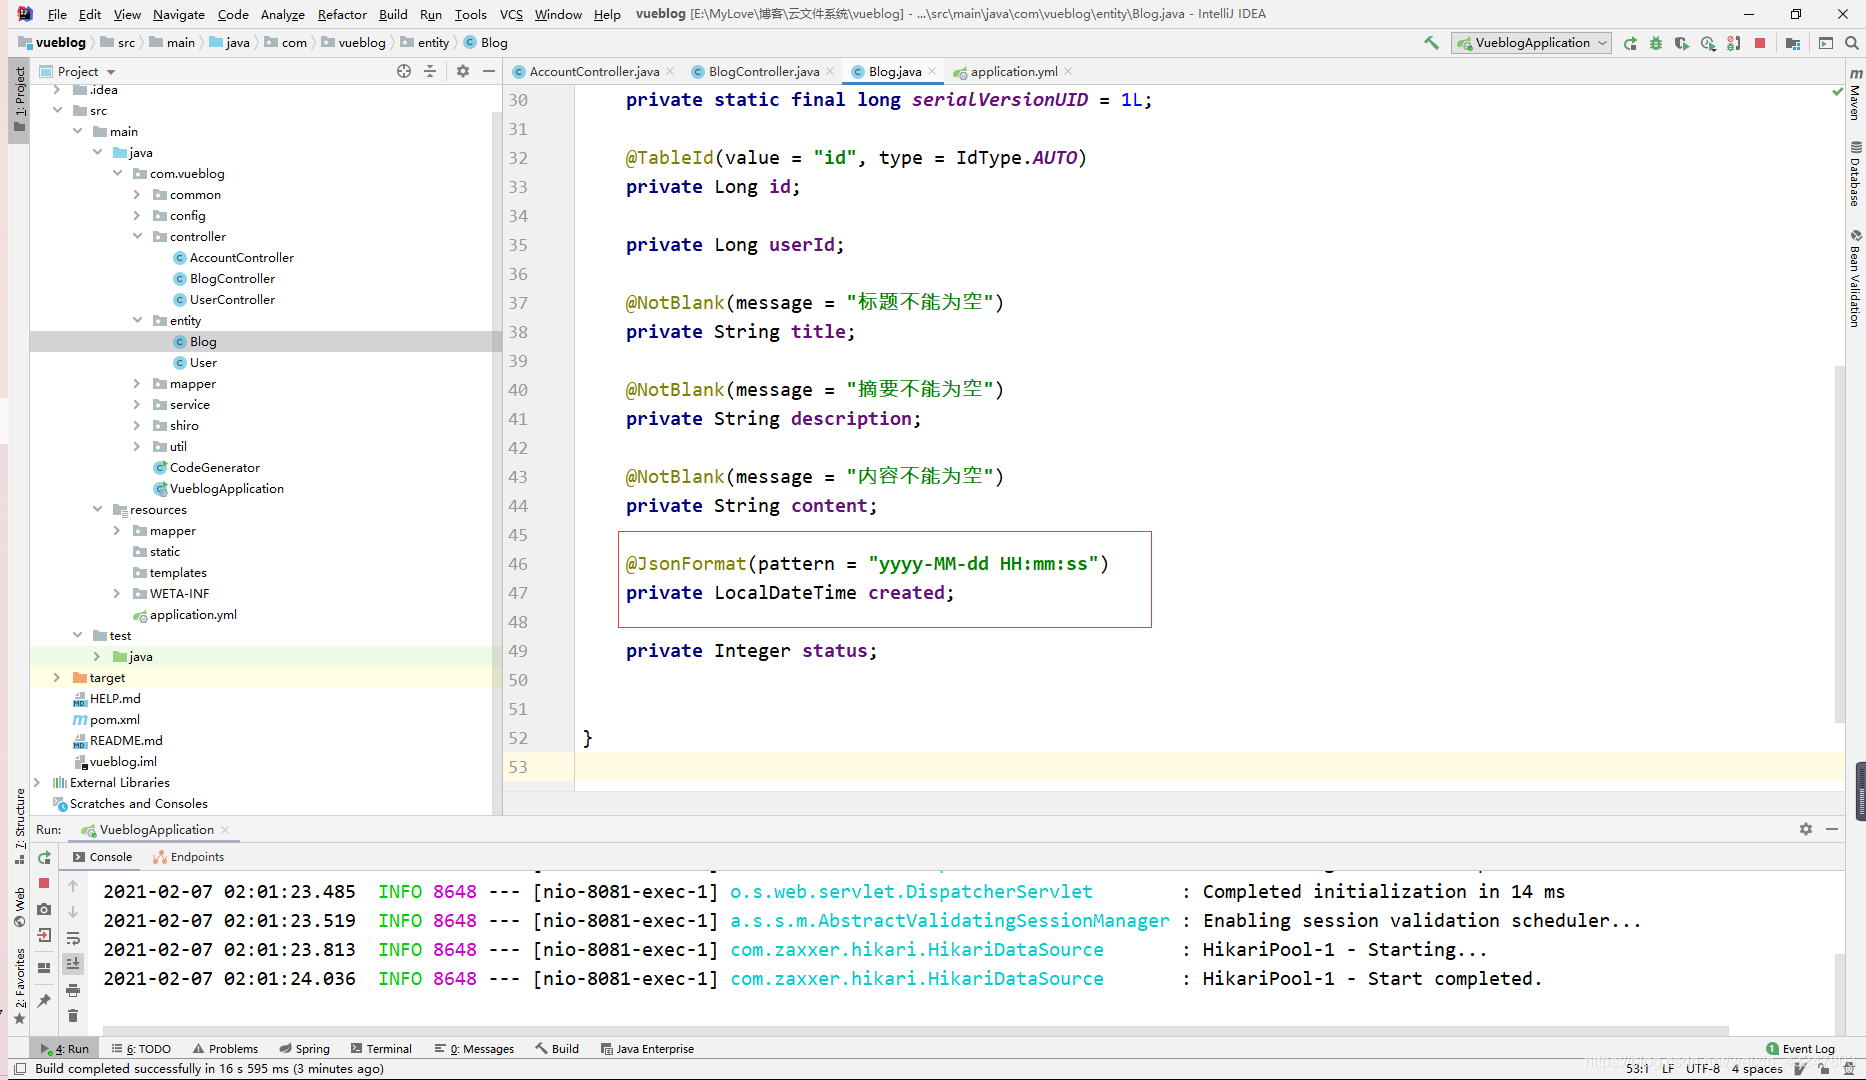 File Edit View Navigate Code Analyze Refactor Build Run Tools VCS Window Help vueblog [E:\MyLove\博客\云文件系统\vueblog] - ...\src\main\java\com\vueblog\entity\Blog.java - IntelliJ IDEA
vueblog src main java com vueblog entity Blog
VueblogApplication
Project
AccountController.java BlogController.java Blog.java application.yml
1: Project
7: Structure
Web
2: Favorites
.idea
src
main
java
com.vueblog
common
config
controller
AccountController
BlogController
UserController
entity
Blog
User
mapper
service
shiro
util
CodeGenerator
VueblogApplication
resources
mapper
static
templates
WETA-INF
application.yml
test
java
target
HELP.md
pom.xml
README.md
vueblog.iml
External Libraries
Scratches and Consoles
30 private static final long serialVersionUID = 1L;
31
32 @TableId(value = "id", type = IdType.AUTO)
33 private Long id;
34
35 private Long userId;
36
37 @NotBlank(message = "标题不能为空")
38 private String title;
39
40 @NotBlank(message = "摘要不能为空")
41 private String description;
42
43 @NotBlank(message = "内容不能为空")
44 private String content;
45
46 @JsonFormat(pattern = "yyyy-MM-dd HH:mm:ss")
47 private LocalDateTime created;
48
49 private Integer status;
50
51
52 }
53
Maven
Database
Bean Validation
Run: VueblogApplication
Console Endpoints
2021-02-07 02:01:23.485 INFO 8648 --- [nio-8081-exec-1] o.s.web.servlet.DispatcherServlet : Completed initialization in 14 ms
2021-02-07 02:01:23.519 INFO 8648 --- [nio-8081-exec-1] a.s.s.m.AbstractValidatingSessionManager : Enabling session validation scheduler...
2021-02-07 02:01:23.813 INFO 8648 --- [nio-8081-exec-1] com.zaxxer.hikari.HikariDataSource : HikariPool-1 - Starting...
2021-02-07 02:01:24.036 INFO 8648 --- [nio-8081-exec-1] com.zaxxer.hikari.HikariDataSource : HikariPool-1 - Start completed.
4: Run 6: TODO Problems Spring Terminal 0: Messages Build Java Enterprise 1 Event Log
Build completed successfully in 16 s 595 ms (3 minutes ago) 53:1 LF UTF-8 4 spaces